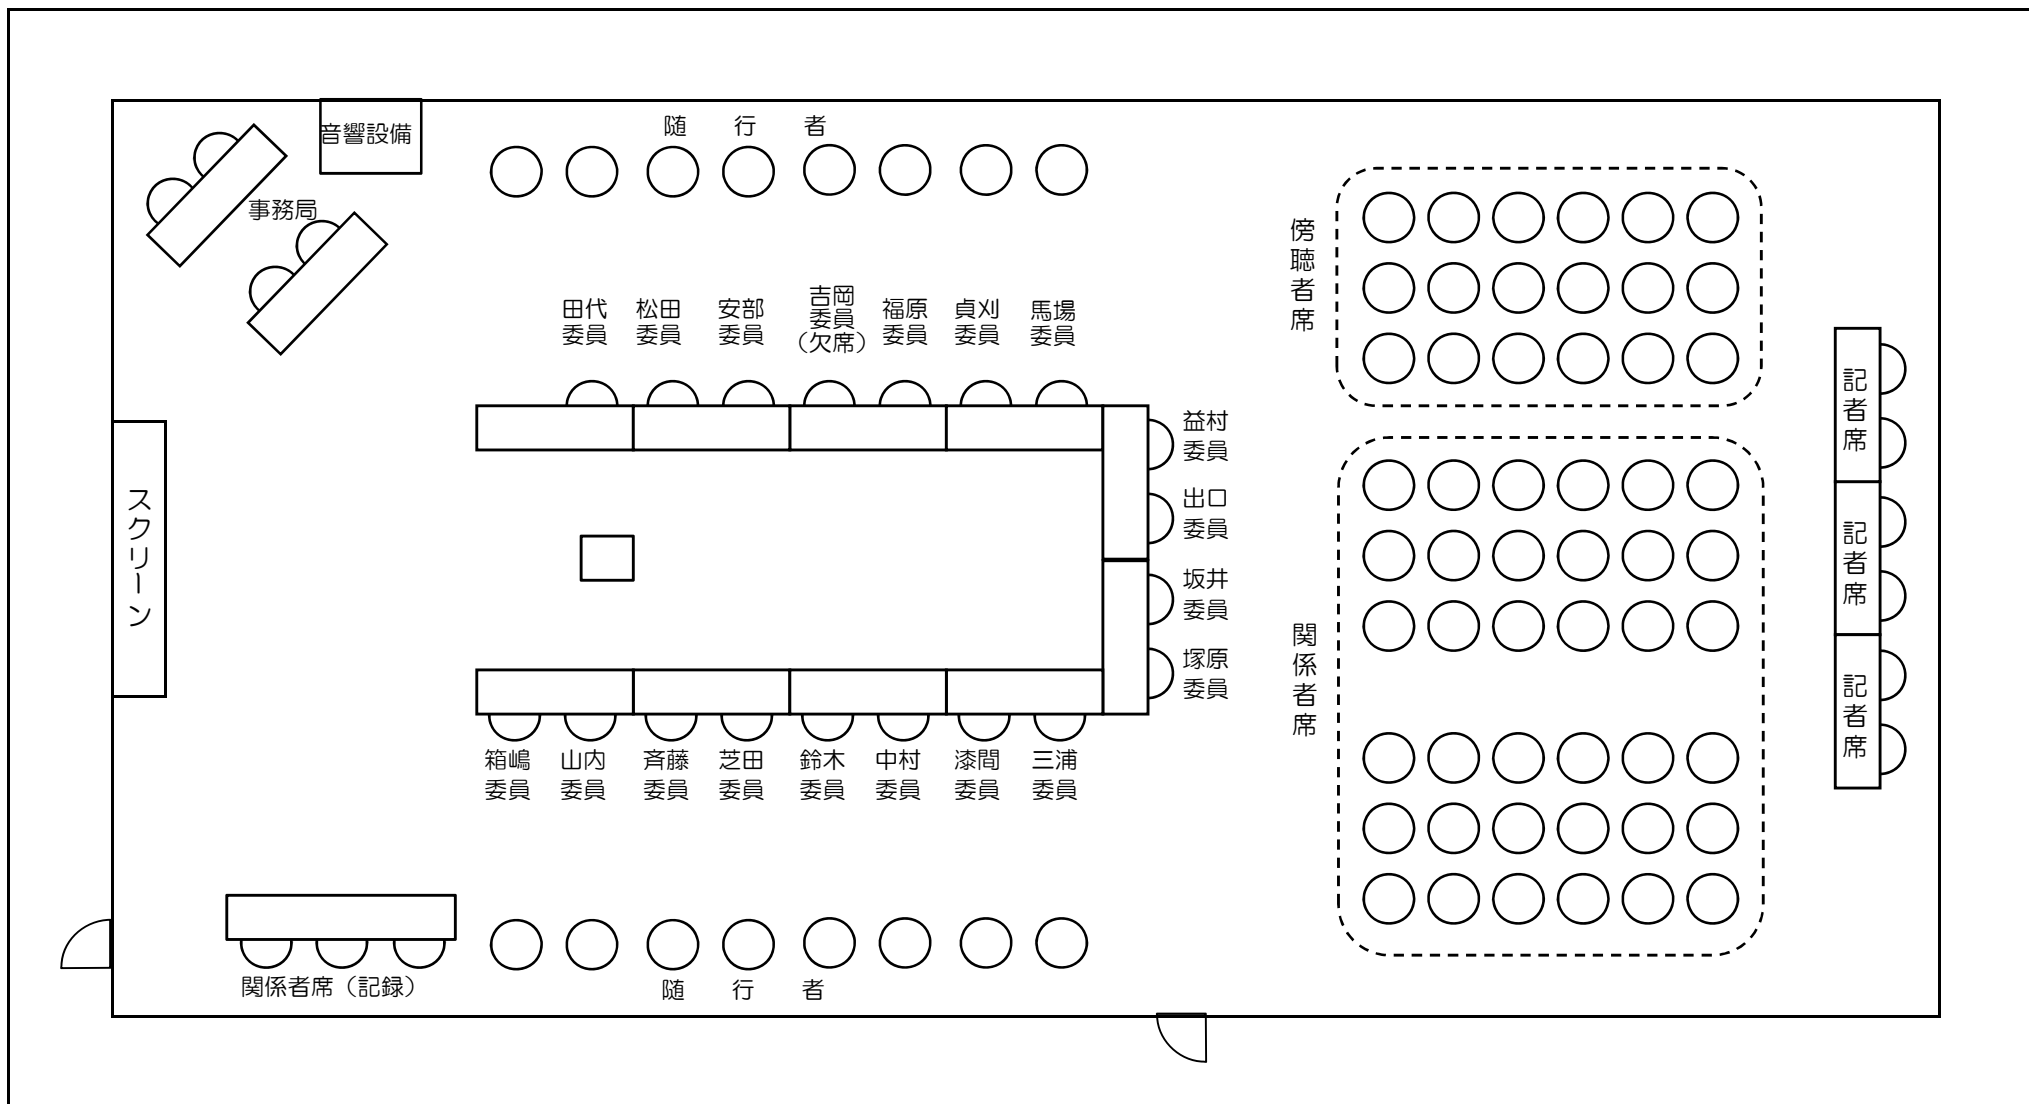 随　行　者
音響設備
事務局
田代
委員
松田
委員
安部
委員
吉岡
委員
（欠席）
福原
委員
貞刈
委員
馬場
委員
益村
委員
出口
委員
坂井
委員
塚原
委員
スクリーン
箱嶋
委員
山内
委員
斉藤
委員
芝田
委員
鈴木
委員
中村
委員
漆間
委員
三浦
委員
関係者席（記録）
随　行　者
傍聴者席
関係者席
記者席
記者席
記者席